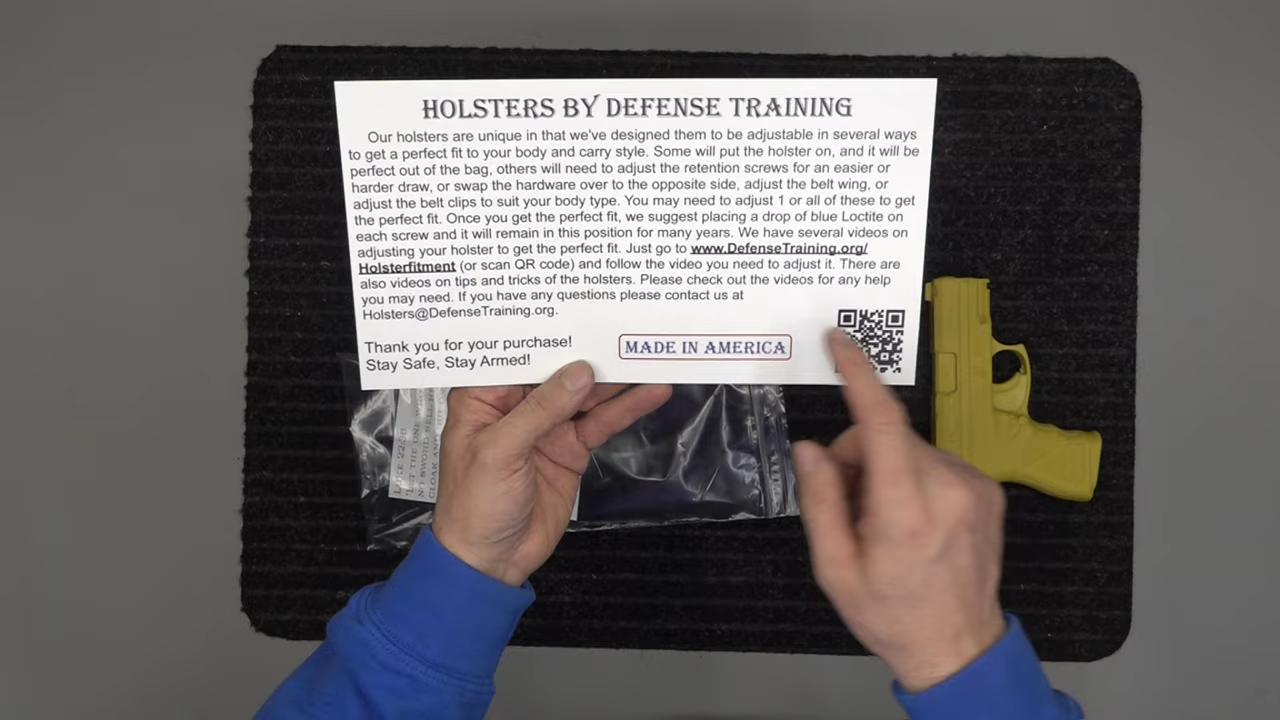 HOLSTERS BY DEFENSE TRAINING
Our holsters are unique in that we've designed them to be adjustable in several ways
to get a perfect fit to your body and carry style. Some will put the holster on, and it will be
perfect out of the bag, others will need to adjust the retention screws for an easier or
harder draw, or swap the hardware over to the opposite side, adjust the belt wing, or
adjust the belt clips to suit your body type. You may need to adjust 1 or all of these to get
the perfect fit. Once you get the perfect fit, we suggest placing a drop of blue Loctite on
each screw and it will remain in this position for many years. We have several videos on
adjusting your holster to get the perfect fit. Just go to www.DefenseTraining.org/
Holsterfitment (or scan QR code) and follow the video you need to adjust it. There are
also videos on tips and tricks of the holsters. Please check out the videos for any help
you may need. If you have any questions please contact us at
Holsters@DefenseTraining.org.
Thank you for your purchase!
Stay Safe, Stay Armed!
MADE IN AMERICA
LET THE ONE
CLOAK AND